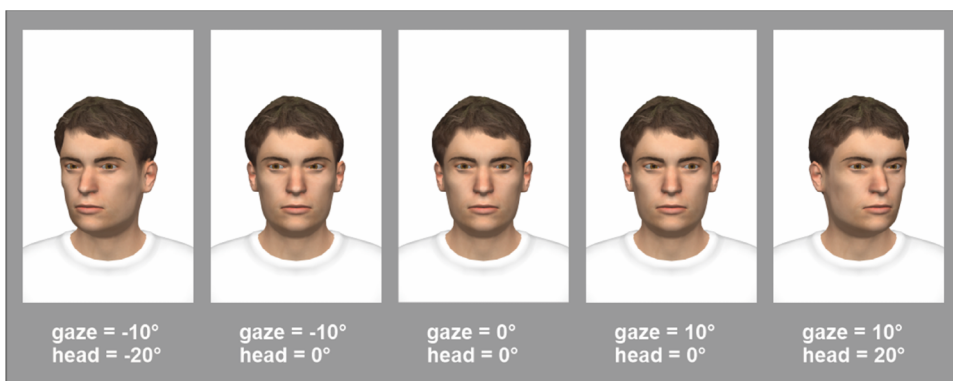 gaze = -10°
head = -20°
gaze = -10°
head = 0°
gaze = 0°
head = 0°
gaze = 10°
head = 0°
gaze = 10°
head = 20°